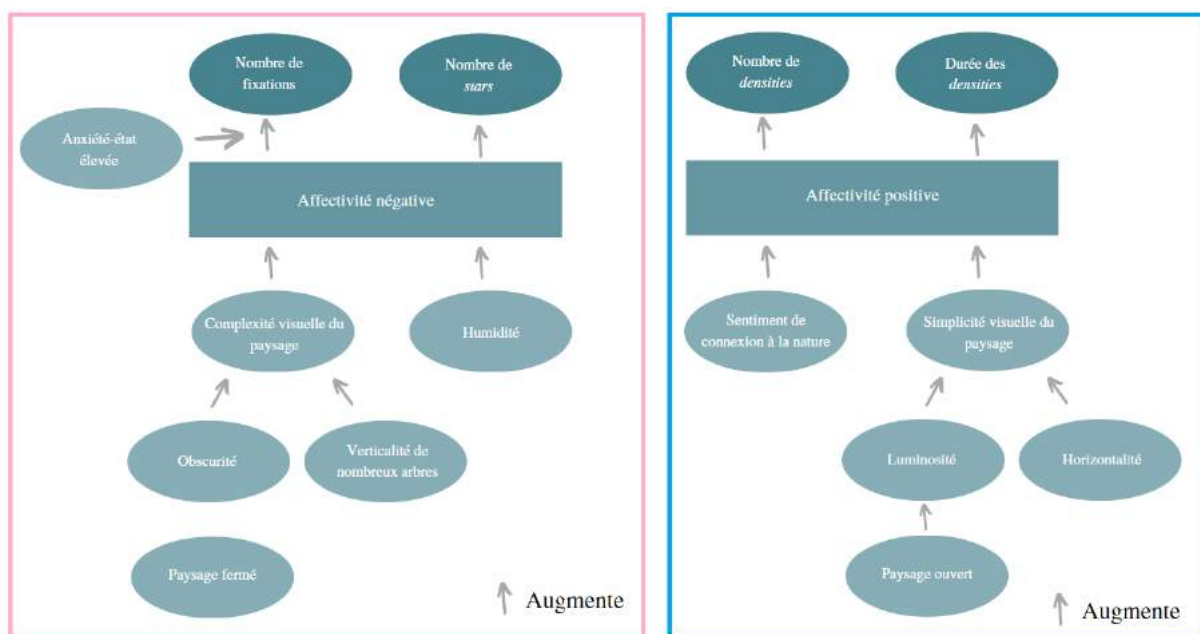 Nombre de
fixations
Nombre de
stars
Anxiété-état
élevée
Affectivité négative
Complexité visuelle du
paysage
Humidité
Obscurité
Verticalité de
nombreux arbres
Paysage fermé
Augmente
Nombre de
densities
Durée des
densities
Affectivité positive
Sentiment de
connexion à la nature
Simplicité visuelle du
paysage
Luminosité
Horizontalité
Paysage ouvert
Augmente